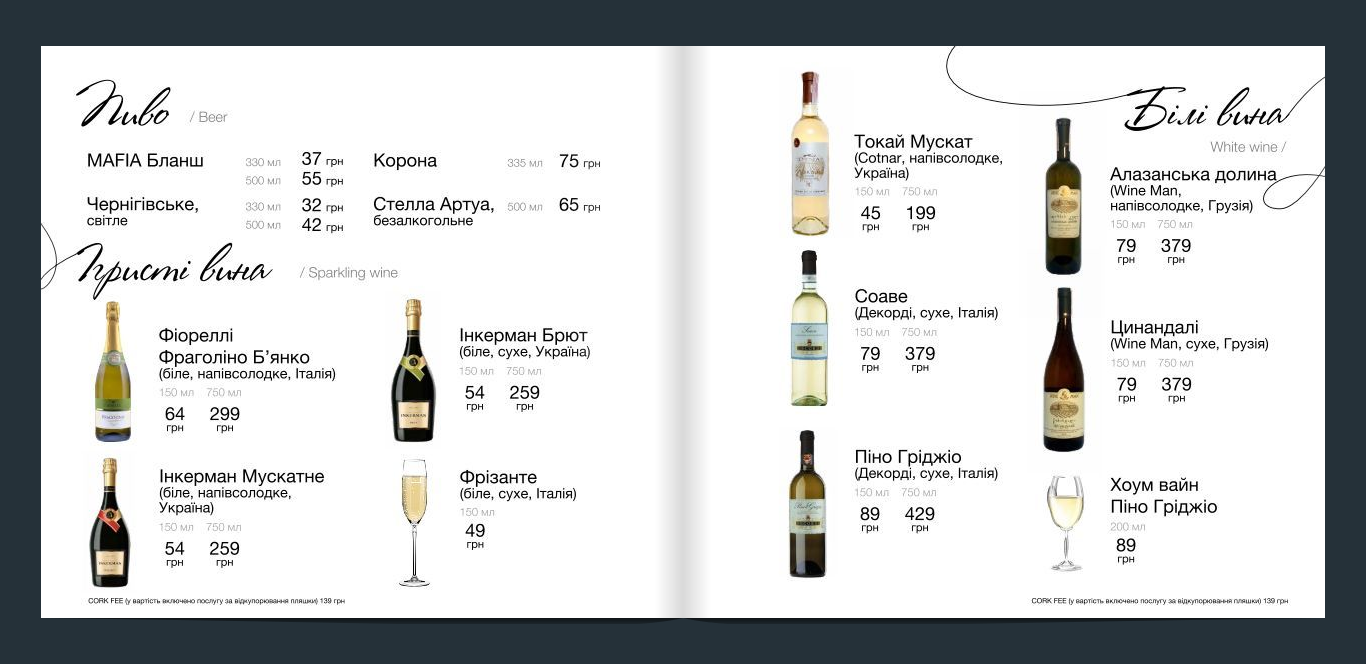 Пиво / Beer
MAFIA Бланш 330 мл 37 грн
500 мл 55 грн
Чернігівське, 330 мл 32 грн
світле 500 мл 42 грн
Корона 335 мл 75 грн
Стелла Артуа, 500 мл 65 грн
безалкогольне
Ігристі вина / Sparkling wine
Фіореллі
Фраголіно Б'янко
(біле, напівсолодке, Італія)
150 мл 750 мл
64 299
грн грн
Інкерман Брют
(біле, сухе, Україна)
150 мл 750 мл
54 259
грн грн
INKERMAN
Інкерман Мускатне
(біле, напівсолодке,
Україна)
150 мл 750 мл
54 259
грн грн
INKERMAN
Фрізанте
(біле, сухе, Італія)
150 мл
49
грн
CORK FEE (у вартість включено послугу за відкупорювання пляшки) 139 грн
Білі вина
White wine /
Токай Мускат
(Cotnar, напівсолодке,
Україна)
150 мл 750 мл
45 199
грн грн
Соаве
(Декорді, сухе, Італія)
150 мл 750 мл
79 379
грн грн
Піно Гріджіо
(Декорді, сухе, Італія)
150 мл 750 мл
89 429
грн грн
Алазанська долина
(Wine Man,
напівсолодке, Грузія)
150 мл 750 мл
79 379
грн грн
Цинандалі
(Wine Man, сухе, Грузія)
150 мл 750 мл
79 379
грн грн
Хоум вайн
Піно Гріджіо
200 мл
89
грн
CORK FEE (у вартість включено послугу за відкупорювання пляшки) 139 грн